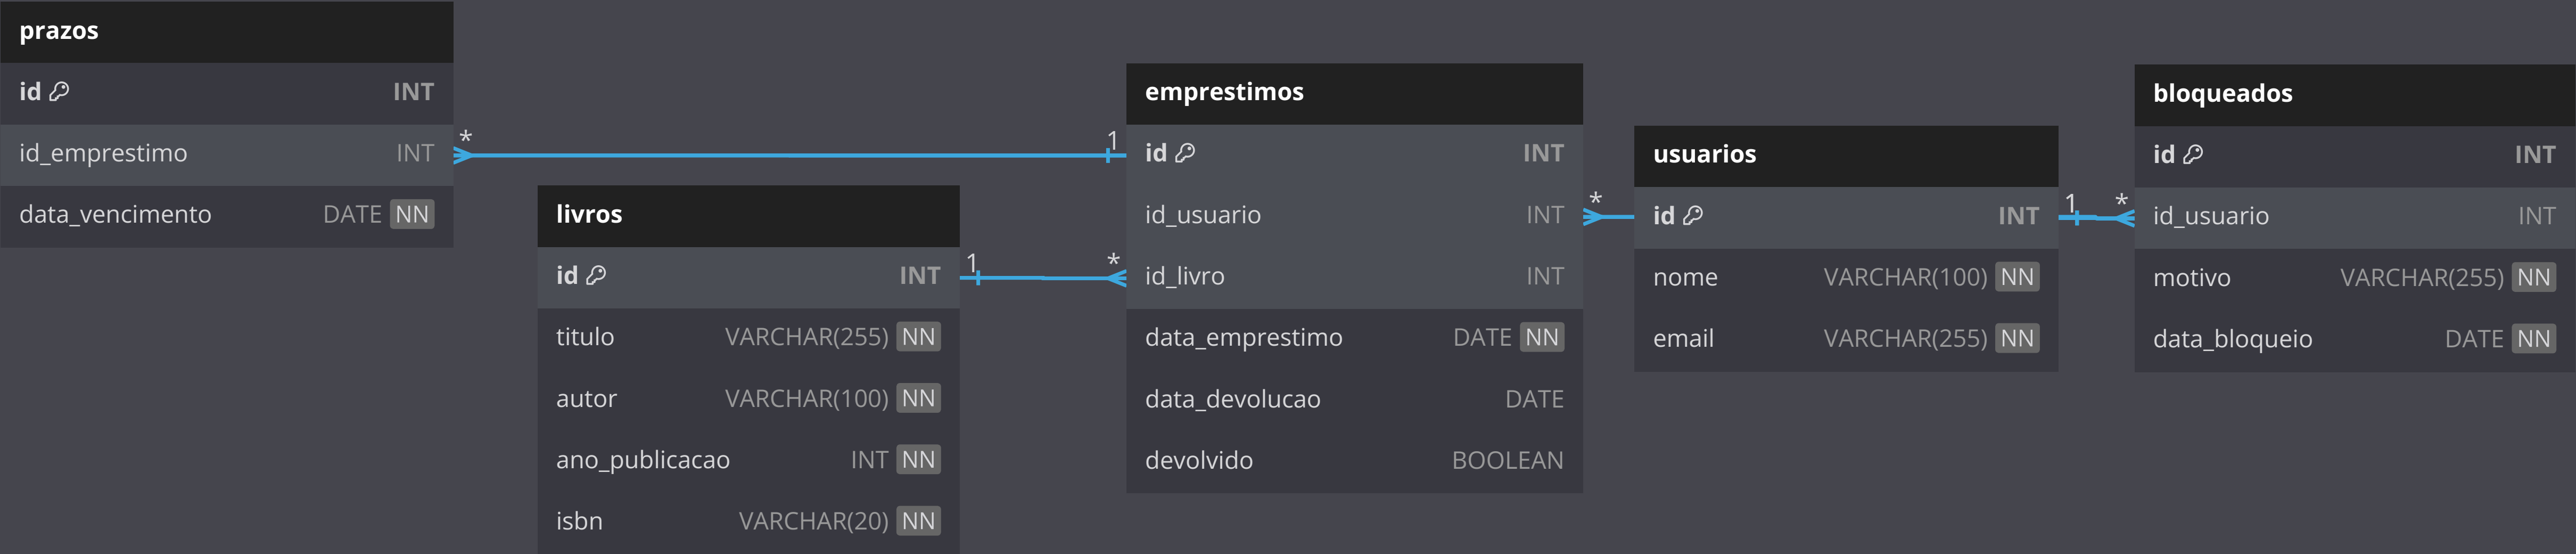 prazos
id INT
id_emprestimo INT
data_vencimento DATE NN
* 1
livros
id INT
titulo VARCHAR(255) NN
autor VARCHAR(100) NN
ano_publicacao INT NN
isbn VARCHAR(20) NN
1 *
emprestimos
id INT
id_usuario INT
id_livro INT
data_emprestimo DATE NN
data_devolucao DATE
devolvido BOOLEAN
*
usuarios
id INT
nome VARCHAR(100) NN
email VARCHAR(255) NN
1 *
bloqueados
id INT
id_usuario INT
motivo VARCHAR(255) NN
data_bloqueio DATE NN